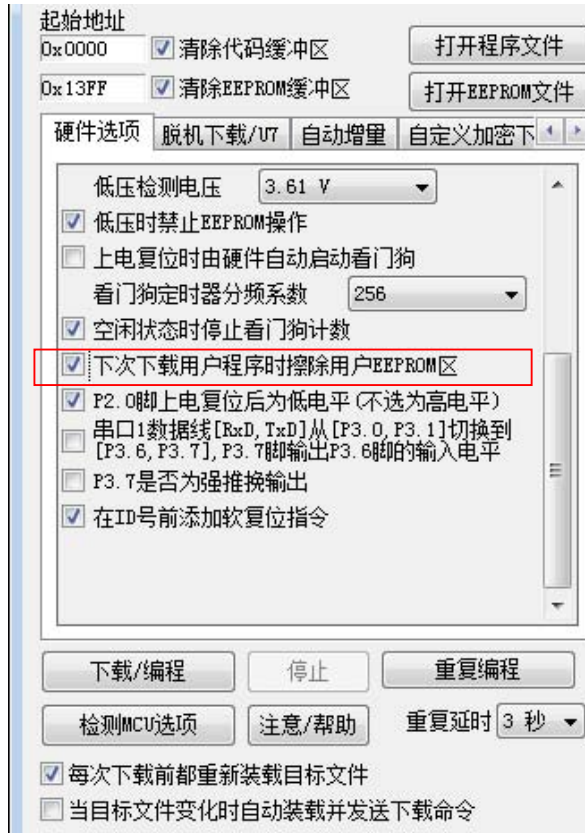 起始地址
0x0000 清除代码缓冲区 打开程序文件
0x13FF 清除EEPROM缓冲区 打开EEPROM文件
硬件选项 脱机下载/U7 自动增量 自定义加密下
低压检测电压 3.61 V
低压时禁止EEPROM操作
上电复位时由硬件自动启动看门狗
看门狗定时器分频系数 256
空闲状态时停止看门狗计数
下次下载用户程序时擦除用户EEPROM区
P2.0脚上电复位后为低电平(不选为高电平)
串口1数据线[RxD,TxD]从[P3.0,P3.1]切换到
[P3.6,P3.7],P3.7脚输出P3.6脚的输入电平
P3.7是否为强推挽输出
在ID号前添加软复位指令
下载/编程 停止 重复编程
检测MCU选项 注意/帮助 重复延时 3 秒
每次下载前都重新装载目标文件
当目标文件变化时自动装载并发送下载命令